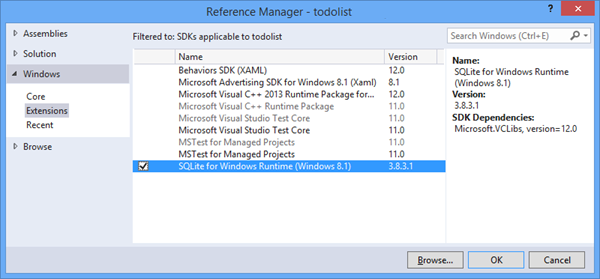 Reference Manager - todolist
Assemblies
Solution
Windows
Core
Extensions
Recent
Browse
Filtered to: SDKs applicable to todolist
Name Version
Behaviors SDK (XAML) 12.0
Microsoft Advertising SDK for Windows 8.1 (Xaml) 8.1
Microsoft Visual C++ 2013 Runtime Package for... 12.0
Microsoft Visual C++ Runtime Package 11.0
Microsoft Visual Studio Test Core 11.0
Microsoft Visual Studio Test Core 11.0
MSTest for Managed Projects 11.0
MSTest for Managed Projects 11.0
SQLite for Windows Runtime (Windows 8.1) 3.8.3.1
Search Windows (Ctrl+E)
Name:
SQLite for Windows Runtime
(Windows 8.1)
Version:
3.8.3.1
SDK Dependencies:
Microsoft.VCLibs, version=12.0
Browse... OK Cancel